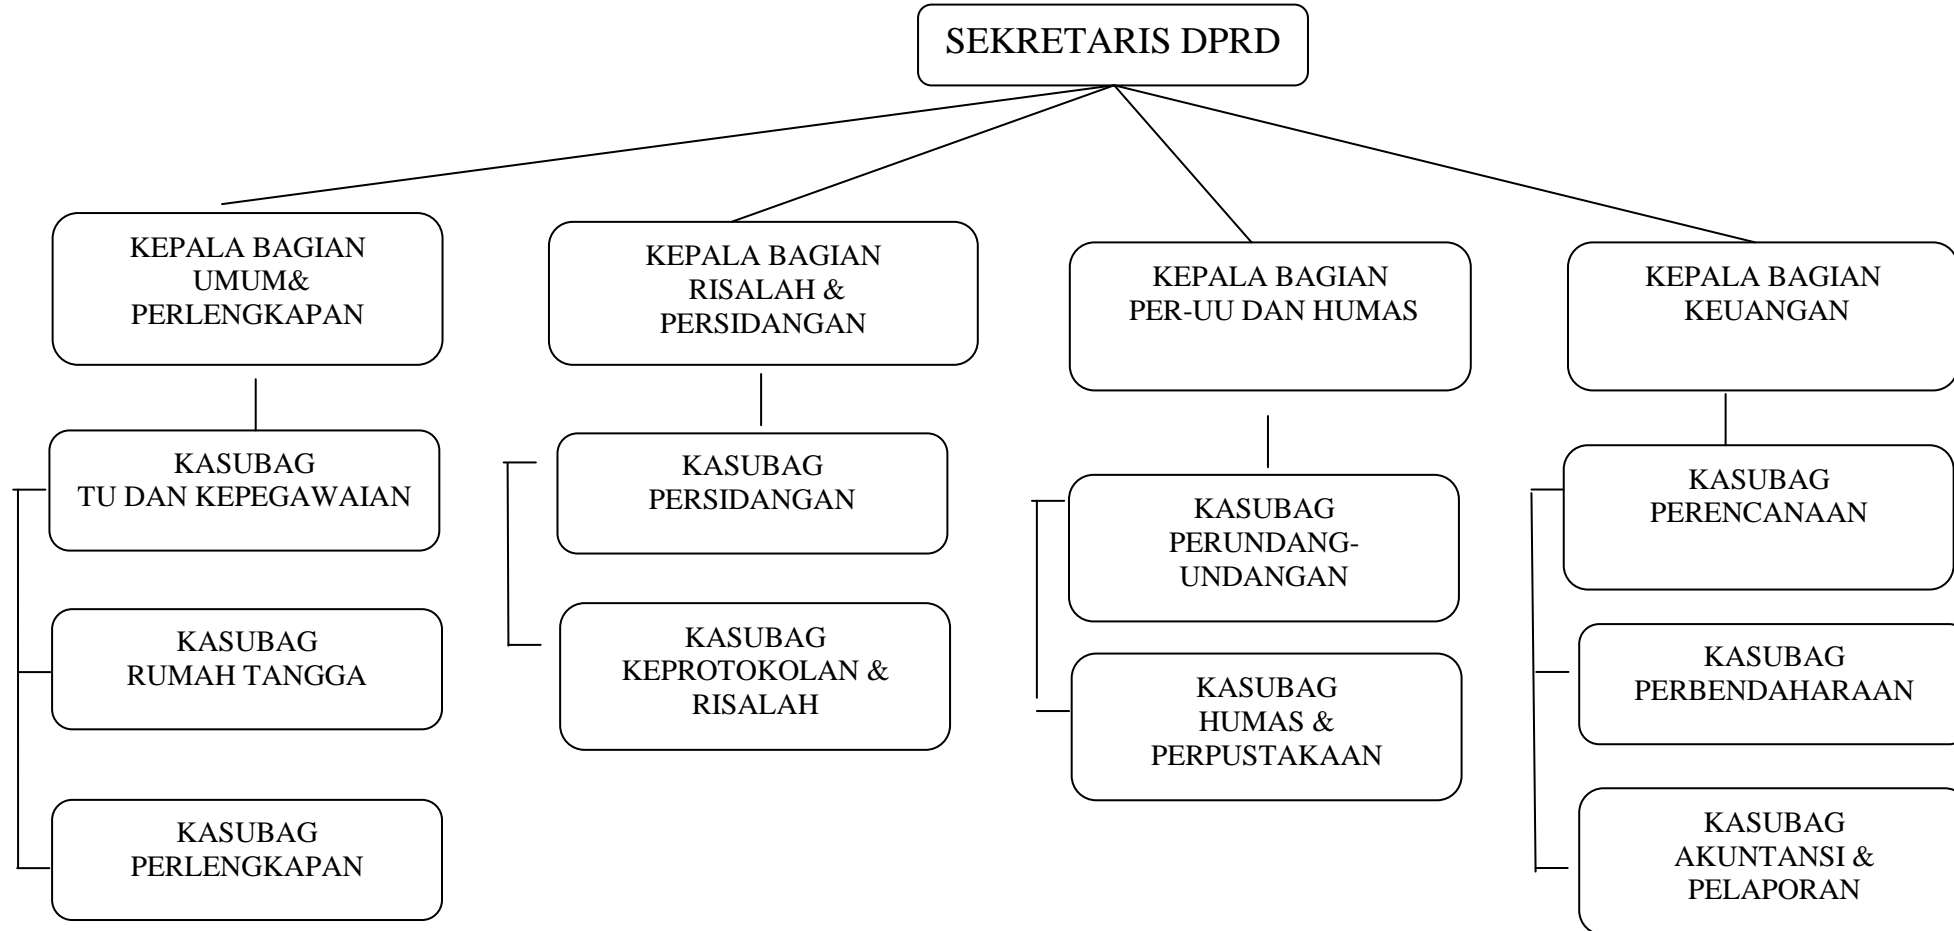 SEKRETARIS DPRD
KEPALA BAGIAN
UMUM&
PERLENGKAPAN
KEPALA BAGIAN
RISALAH &
PERSIDANGAN
KEPALA BAGIAN
PER-UU DAN HUMAS
KEPALA BAGIAN
KEUANGAN
KASUBAG
TU DAN KEPEGAWAIAN
KASUBAG
PERSIDANGAN
KASUBAG
PERUNDANG-
UNDANGAN
KASUBAG
PERENCANAAN
KASUBAG
RUMAH TANGGA
KASUBAG
KEPROTOKOLAN &
RISALAH
KASUBAG
HUMAS &
PERPUSTAKAAN
KASUBAG
PERBENDAHARAAN
KASUBAG
PERLENGKAPAN
KASUBAG
AKUNTANSI &
PELAPORAN